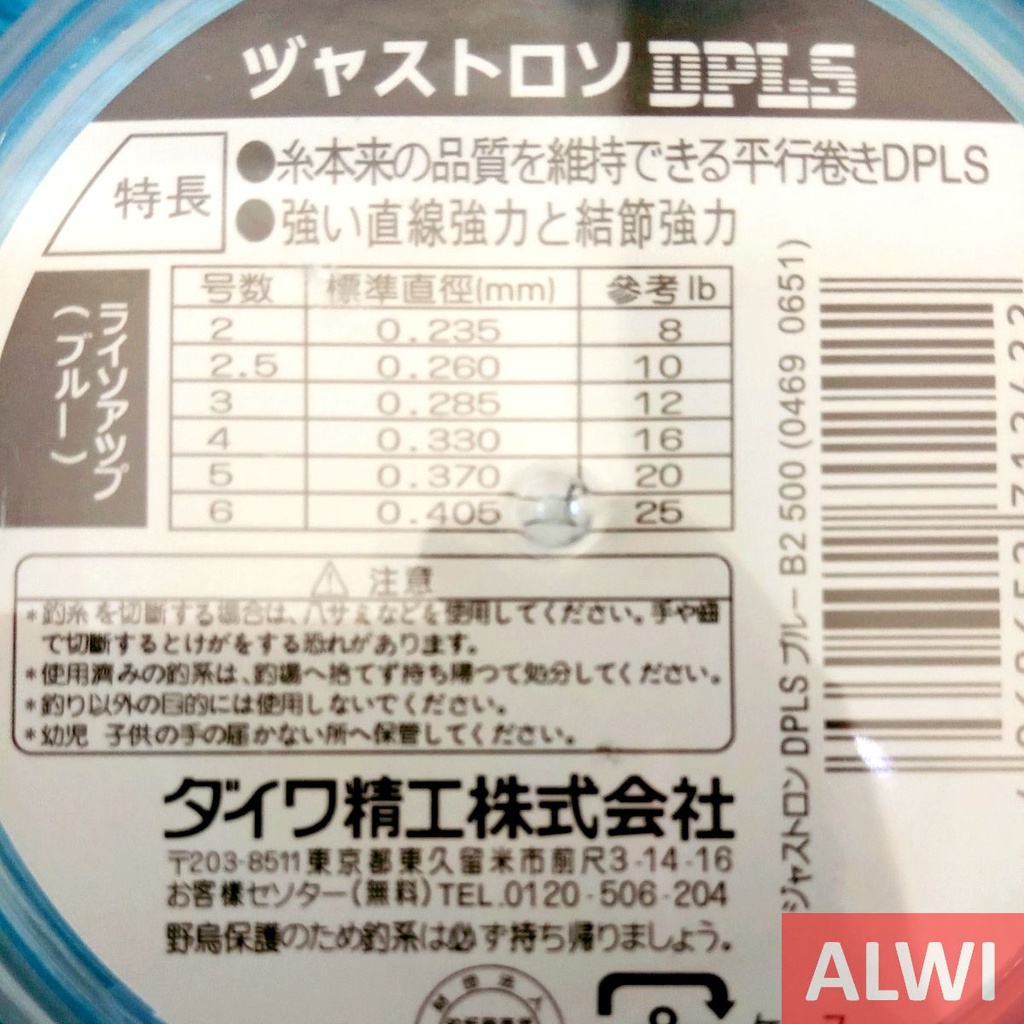 ヅャストロソ DPLS
特長
●糸本来の品質を維持できる平行巻きDPLS
●強い直線強力と結節強力
ライソアップ
(ブルー)
号数 標準直徑(mm) 參考lb
2 0.235 8
2.5 0.260 10
3 0.285 12
4 0.330 16
5 0.370 20
6 0.405 25
⚠ 注意
*釣糸を切断する場合は、ハサミなどを使用してください。手や歯
で切断するとけがをする恐れがあります。
*使用済みの釣糸は、釣場へ捨てず持ち帰って処分してください。
*釣り以外の目的には使用しないでください。
*幼児 子供の手の届かない所へ保管してください。
ダイワ精工株式会社
〒203-8511東京都東久留米市前沢3-14-16
お客様センター(無料)TEL.0120-506-204
野鳥保護のため釣糸は必ず持ち帰りましょう。
ジャストロン DPLS ブルー B2 500 (0469 0651)
ALWI